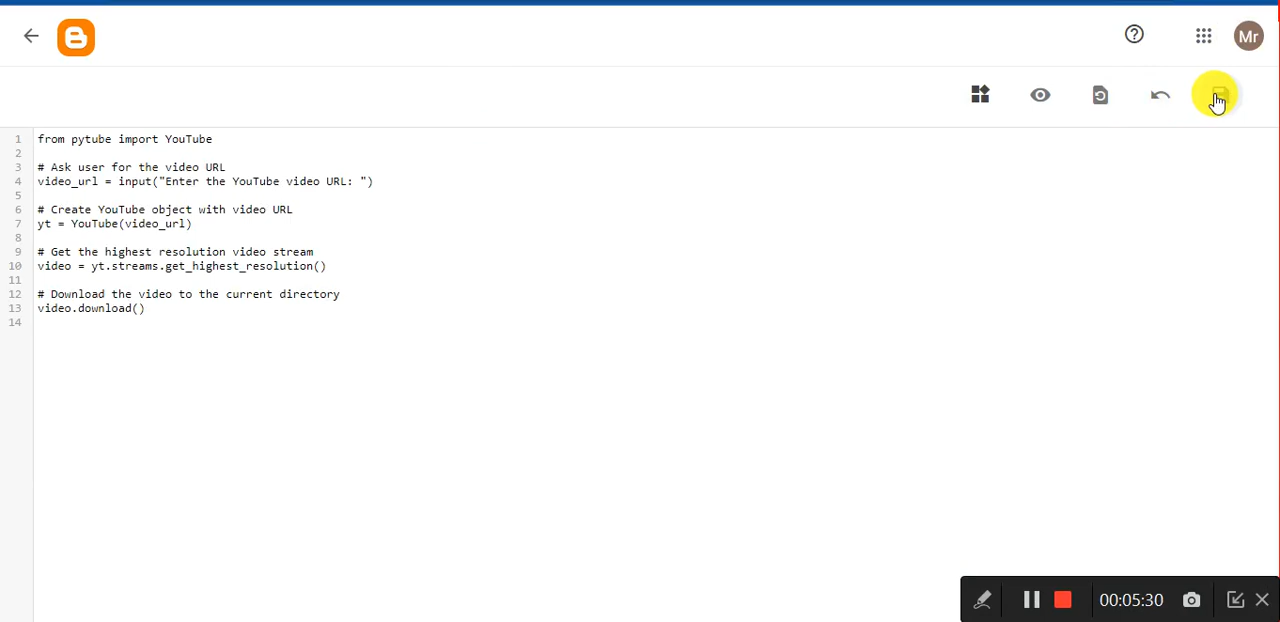 Mr
1 from pytube import YouTube
2
3 # Ask user for the video URL
4 video_url = input("Enter the YouTube video URL: ")
5
6 # Create YouTube object with video URL
7 yt = YouTube(video_url)
8
9 # Get the highest resolution video stream
10 video = yt.streams.get_highest_resolution()
11
12 # Download the video to the current directory
13 video.download()
14
00:05:30